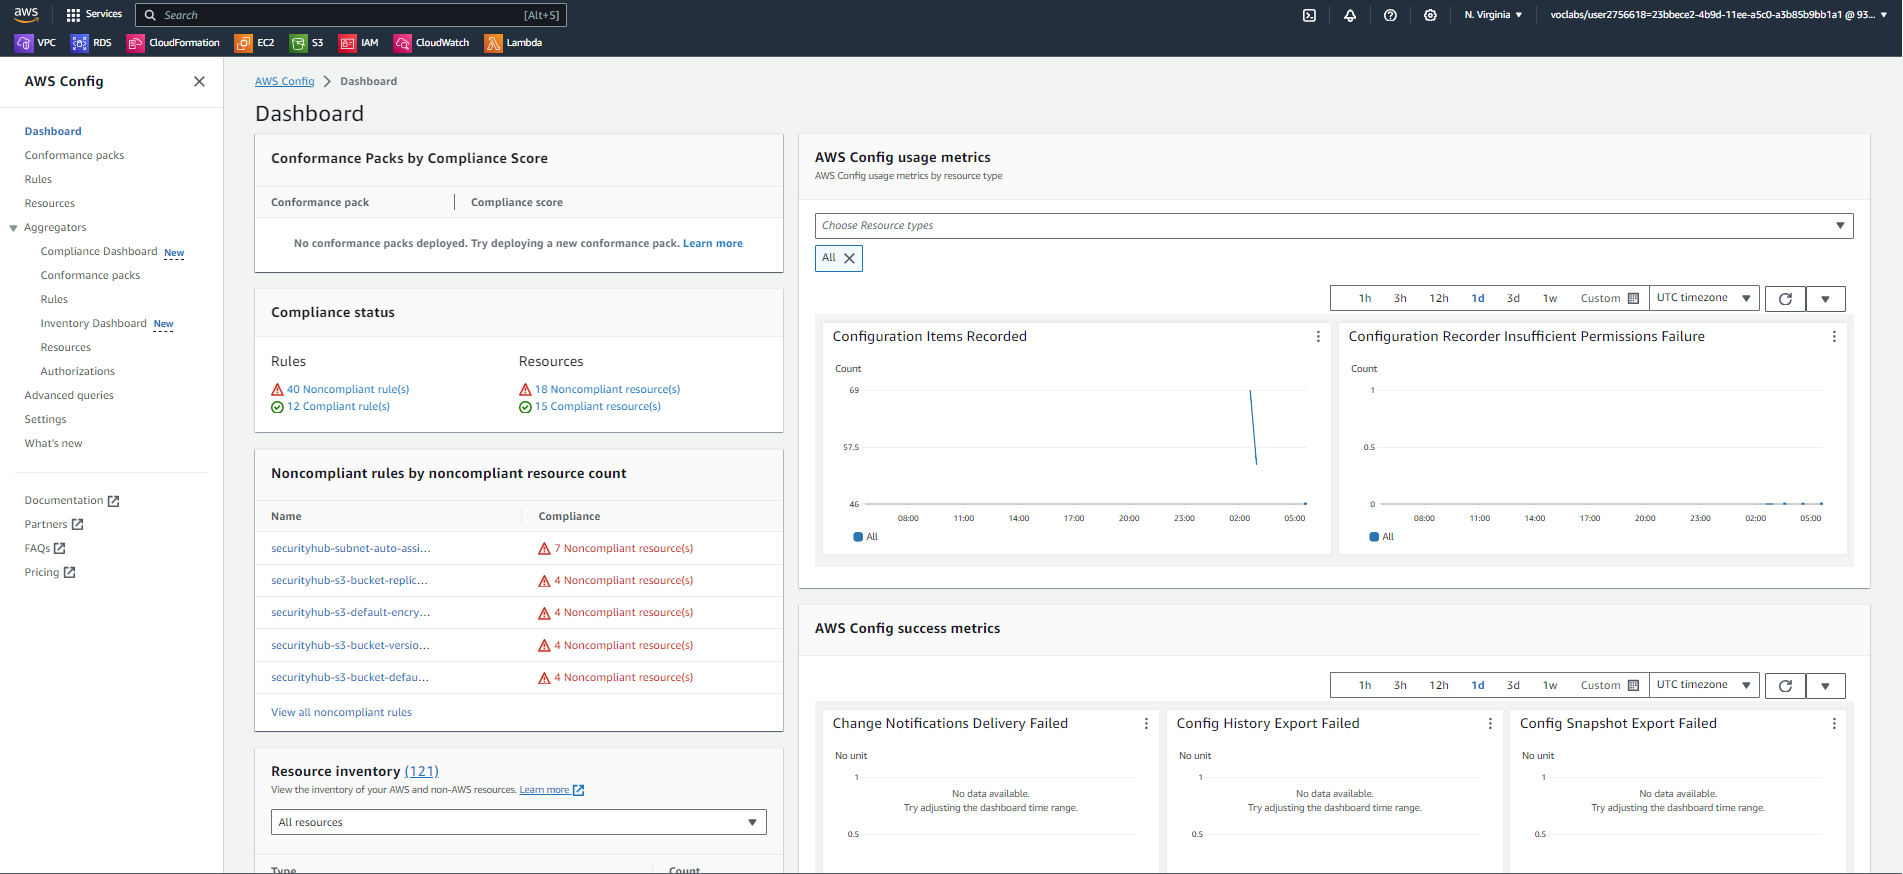 aws
Services
Search
[Alt+S]
N. Virginia
voclabs/user2756618=23bbece2-4b9d-11ee-a5c0-a3b85b9bb1a1 @ 93...
VPC
RDS
CloudFormation
EC2
S3
IAM
CloudWatch
Lambda
AWS Config
Dashboard
Conformance packs
Rules
Resources
Aggregators
Compliance Dashboard New
Conformance packs
Rules
Inventory Dashboard New
Resources
Authorizations
Advanced queries
Settings
What's new
Documentation
Partners
FAQs
Pricing
AWS Config
Dashboard
Dashboard
Conformance Packs by Compliance Score
Conformance pack
Compliance score
No conformance packs deployed. Try deploying a new conformance pack. Learn more
Compliance status
Rules
Resources
40 Noncompliant rule(s)
18 Noncompliant resource(s)
12 Compliant rule(s)
15 Compliant resource(s)
Noncompliant rules by noncompliant resource count
Name
Compliance
securityhub-subnet-auto-assi...
7 Noncompliant resource(s)
securityhub-s3-bucket-replic...
4 Noncompliant resource(s)
securityhub-s3-default-encry...
4 Noncompliant resource(s)
securityhub-s3-bucket-versio...
4 Noncompliant resource(s)
securityhub-s3-bucket-defau...
4 Noncompliant resource(s)
View all noncompliant rules
Resource inventory (121)
View the inventory of your AWS and non-AWS resources. Learn more
All resources
Type
Count
AWS Config usage metrics
AWS Config usage metrics by resource type
Choose Resource types
All
1h 3h 12h 1d 3d 1w Custom
UTC timezone
Configuration Items Recorded
Count
69
57.5
46
08:00 11:00 14:00 17:00 20:00 23:00 02:00 05:00
All
Configuration Recorder Insufficient Permissions Failure
Count
1
0.5
0
08:00 11:00 14:00 17:00 20:00 23:00 02:00 05:00
All
AWS Config success metrics
1h 3h 12h 1d 3d 1w Custom
UTC timezone
Change Notifications Delivery Failed
No unit
1
No data available.
Try adjusting the dashboard time range.
0.5
Config History Export Failed
No unit
1
No data available.
Try adjusting the dashboard time range.
0.5
Config Snapshot Export Failed
No unit
1
No data available.
Try adjusting the dashboard time range.
0.5